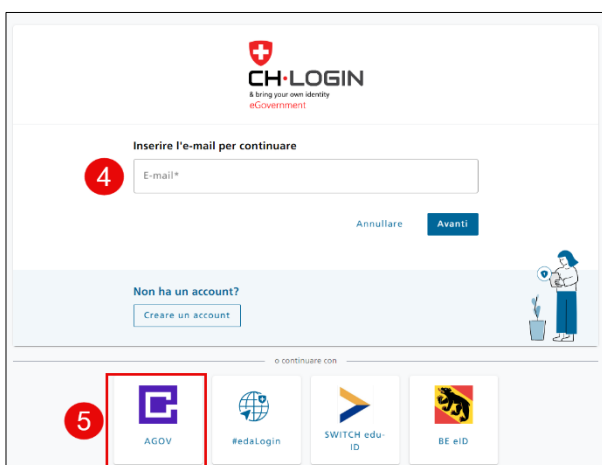 CH·LOGIN
& bring your own identity
eGovernment
Inserire l'e-mail per continuare
4
E-mail*
Annullare
Avanti
Non ha un account?
Creare un account
o continuare con
5
AGOV
#edaLogin
SWITCH edu-
ID
BE eID